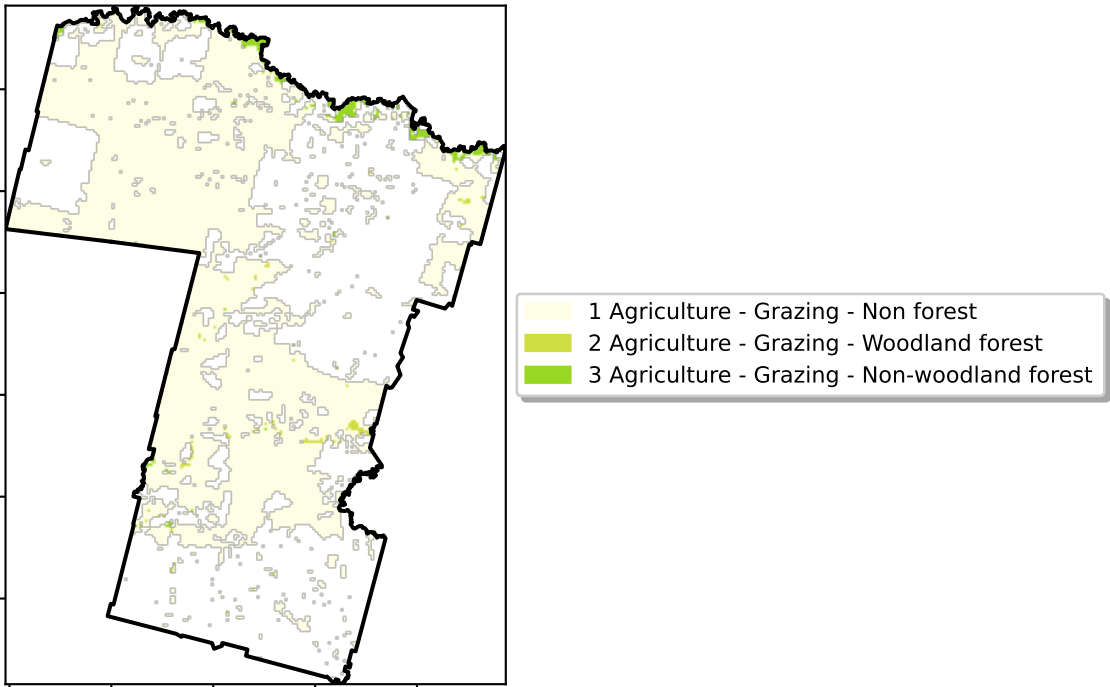 1 Agriculture - Grazing - Non forest
2 Agriculture - Grazing - Woodland forest
3 Agriculture - Grazing - Non-woodland forest